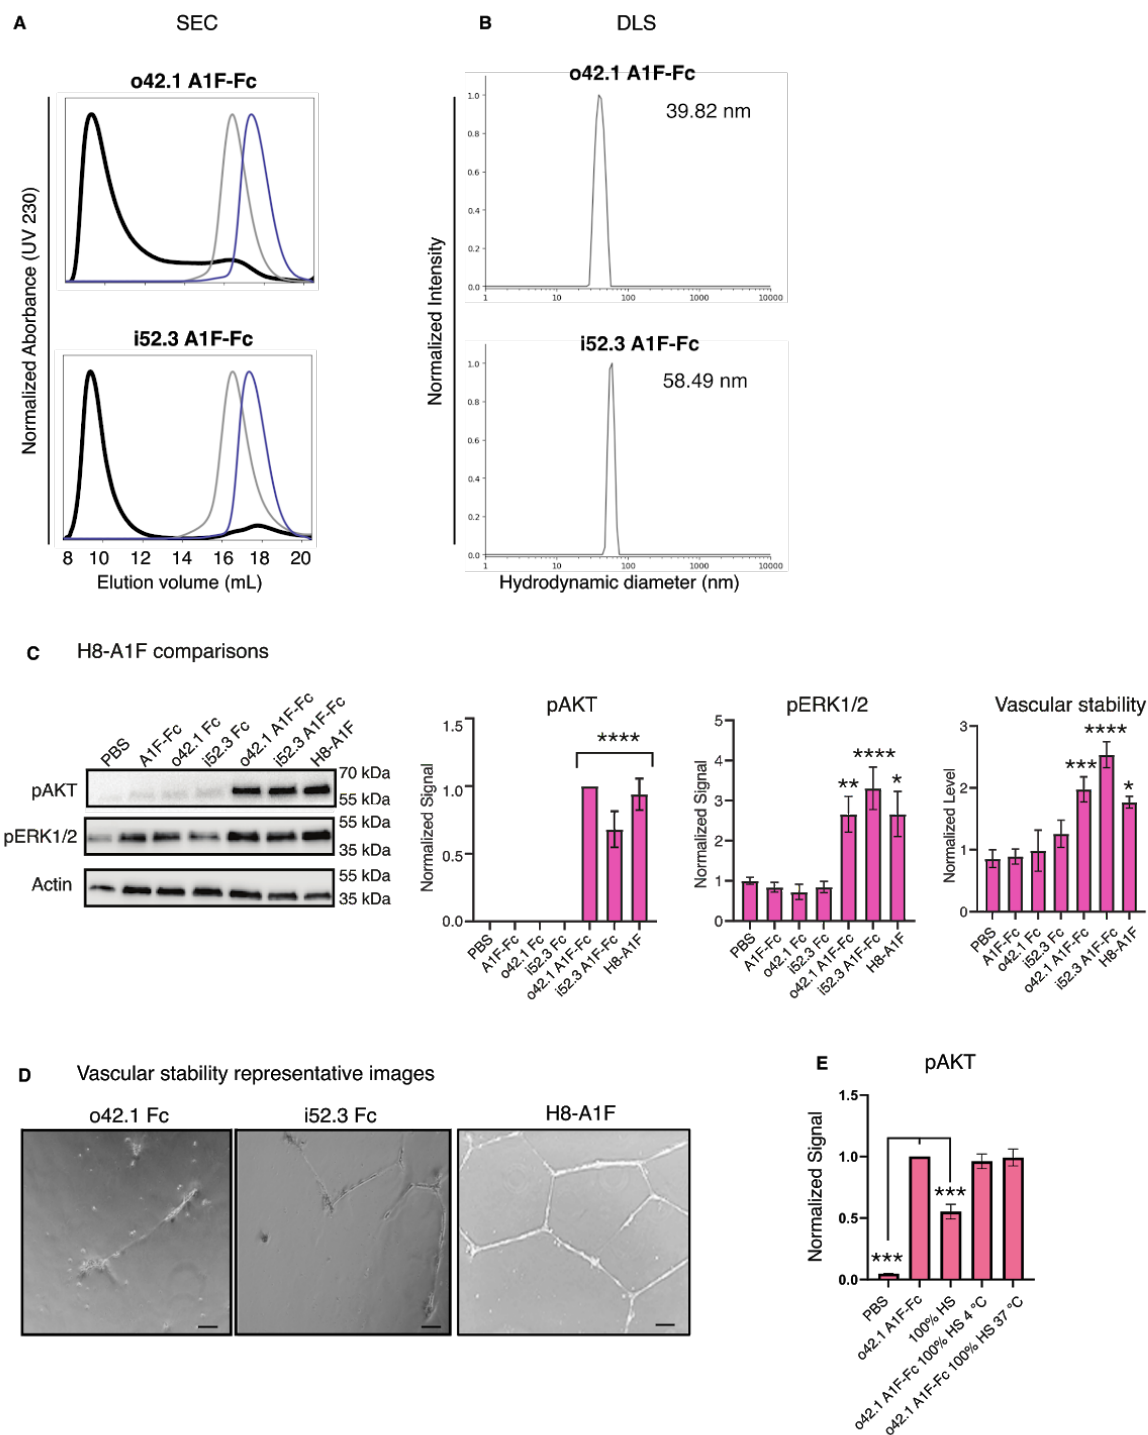 A SEC
B DLS
o42.1 A1F-Fc
i52.3 A1F-Fc
Normalized Aborbance (UV 230)
8 10 12 14 16 18 20
Elution volume (mL)
o42.1 A1F-Fc
39.82 nm
1.0
0.8
0.6
0.4
0.2
0.0
1 10 100 1000 10000
i52.3 A1F-Fc
58.49 nm
1.0
0.8
0.6
0.4
0.2
0.0
1 10 100 1000 10000
Normalized Intensity
Hydrodynamic diameter (nm)
C H8-A1F comparisons
PBS
A1F-Fc
o42.1 Fc
i52.3 Fc
o42.1 A1F-Fc
i52.3 A1F-Fc
H8-A1F
pAKT
70 kDa
55 kDa
pERK1/2
55 kDa
35 kDa
Actin
55 kDa
35 kDa
pAKT
Normalized Signal
1.5
1.0
0.5
0.0
****
PBS
A1F-Fc
o42.1 Fc
i52.3 Fc
o42.1 A1F-Fc
i52.3 A1F-Fc
H8-A1F
pERK1/2
Normalized Signal
5
4
3
2
1
0
** **** *
PBS
A1F-Fc
o42.1 Fc
i52.3 Fc
o42.1 A1F-Fc
i52.3 A1F-Fc
H8-A1F
Vascular stability
Normalized Level
3
2
1
0
*** **** *
PBS
A1F-Fc
o42.1 Fc
i52.3 Fc
o42.1 A1F-Fc
i52.3 A1F-Fc
H8-A1F
D Vascular stability representative images
o42.1 Fc
i52.3 Fc
H8-A1F
E pAKT
Normalized Signal
1.5
1.0
0.5
0.0
*** ***
PBS
o42.1 A1F-Fc
100% HS
o42.1 A1F-Fc 100% HS 4 °C
o42.1 A1F-Fc 100% HS 37 °C